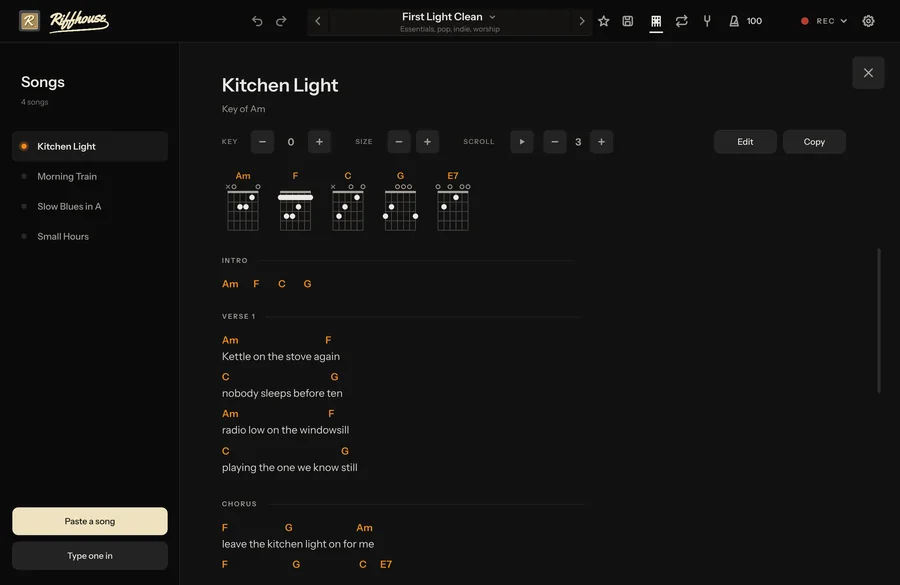 R Riffhouse
First Light Clean
Essentials, pop, indie, worship
100
REC
Songs
4 songs
Kitchen Light
Morning Train
Slow Blues in A
Small Hours
Paste a song
Type one in
Kitchen Light
Key of Am
KEY − 0 + SIZE − + SCROLL − 3 + Edit Copy
Am F C G E7
INTRO
Am F C G
VERSE 1
Am F
Kettle on the stove again
C G
nobody sleeps before ten
Am F
radio low on the windowsill
C G
playing the one we know still
CHORUS
F G Am
leave the kitchen light on for me
F G C E7